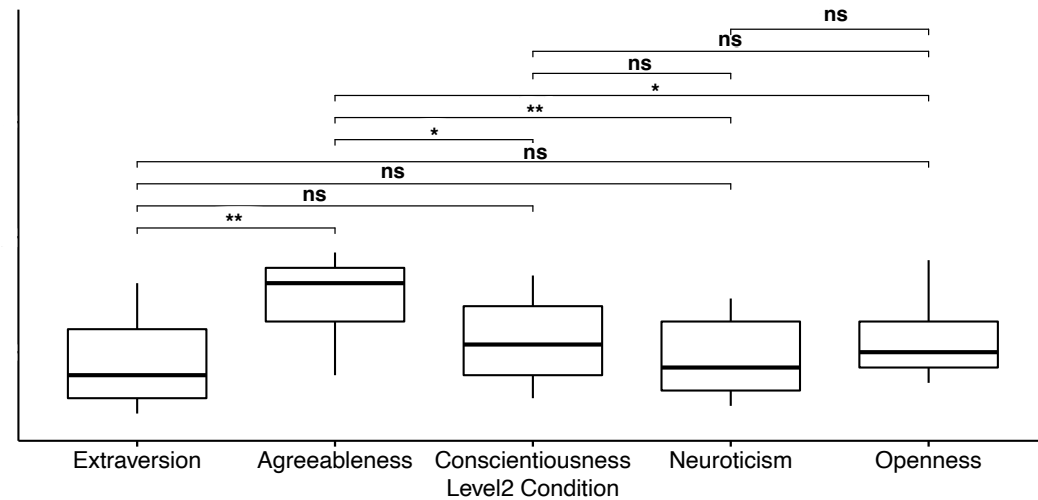 ns
ns
ns
*
**
*
ns
ns
ns
**
Extraversion Agreeableness Conscientiousness Neuroticism Openness
Level2 Condition